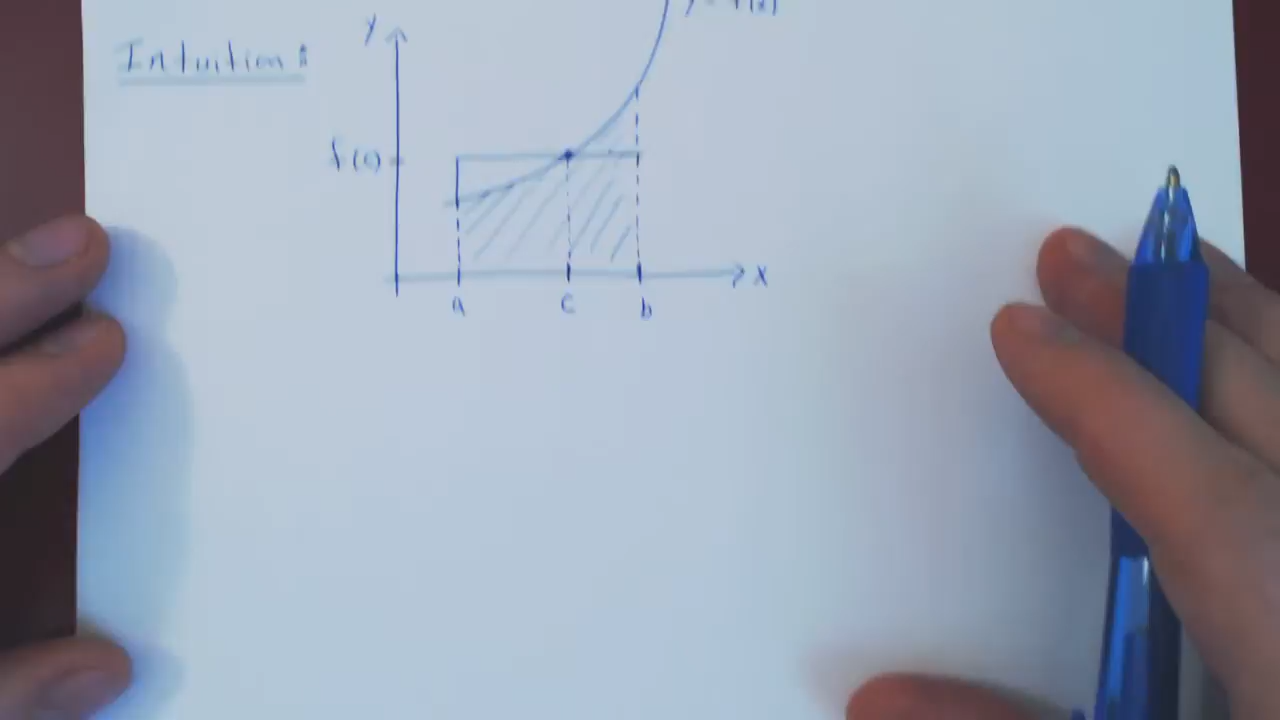 Intuition:
y
y = f(x)
f(c)
x
a c b